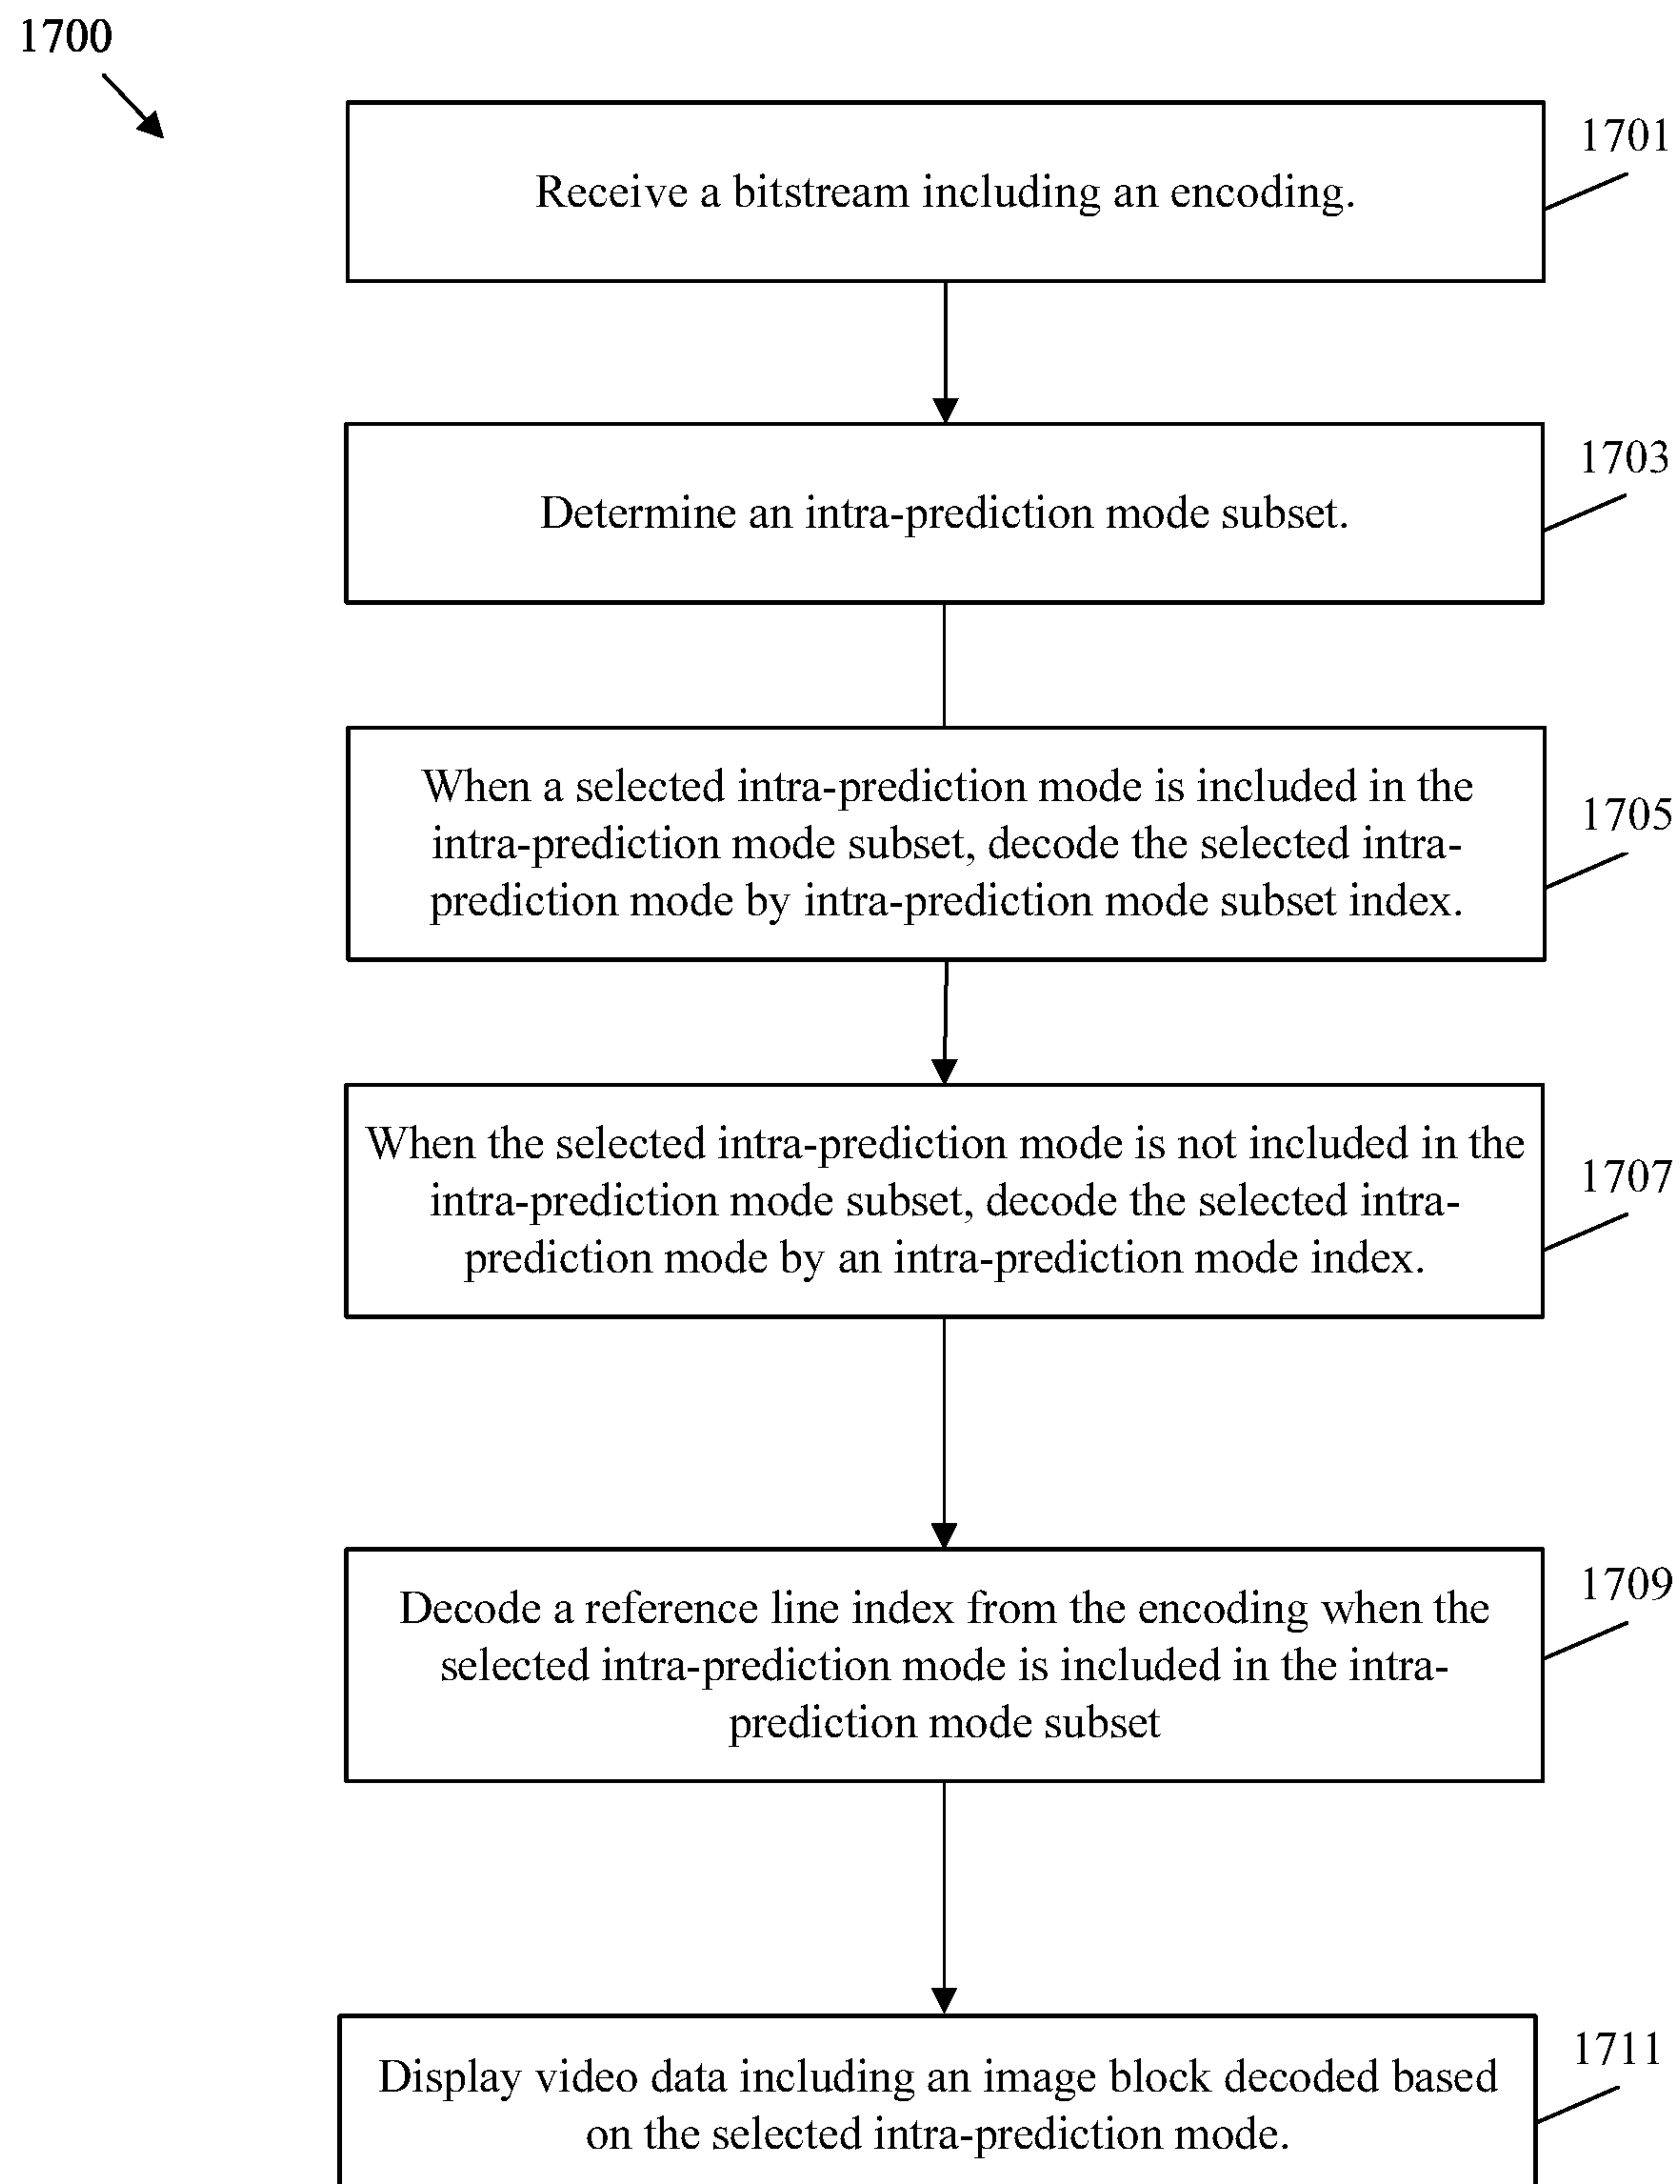 1700
1701
Receive a bitstream including an encoding.
1703
Determine an intra-prediction mode subset.
When a selected intra-prediction mode is included in the
intra-prediction mode subset, decode the selected intra-
prediction mode by intra-prediction mode subset index.
1705
When the selected intra-prediction mode is not included in the
intra-prediction mode subset, decode the selected intra-
prediction mode by an intra-prediction mode index.
1707
Decode a reference line index from the encoding when the
selected intra-prediction mode is included in the intra-
prediction mode subset
1709
Display video data including an image block decoded based
on the selected intra-prediction mode.
1711